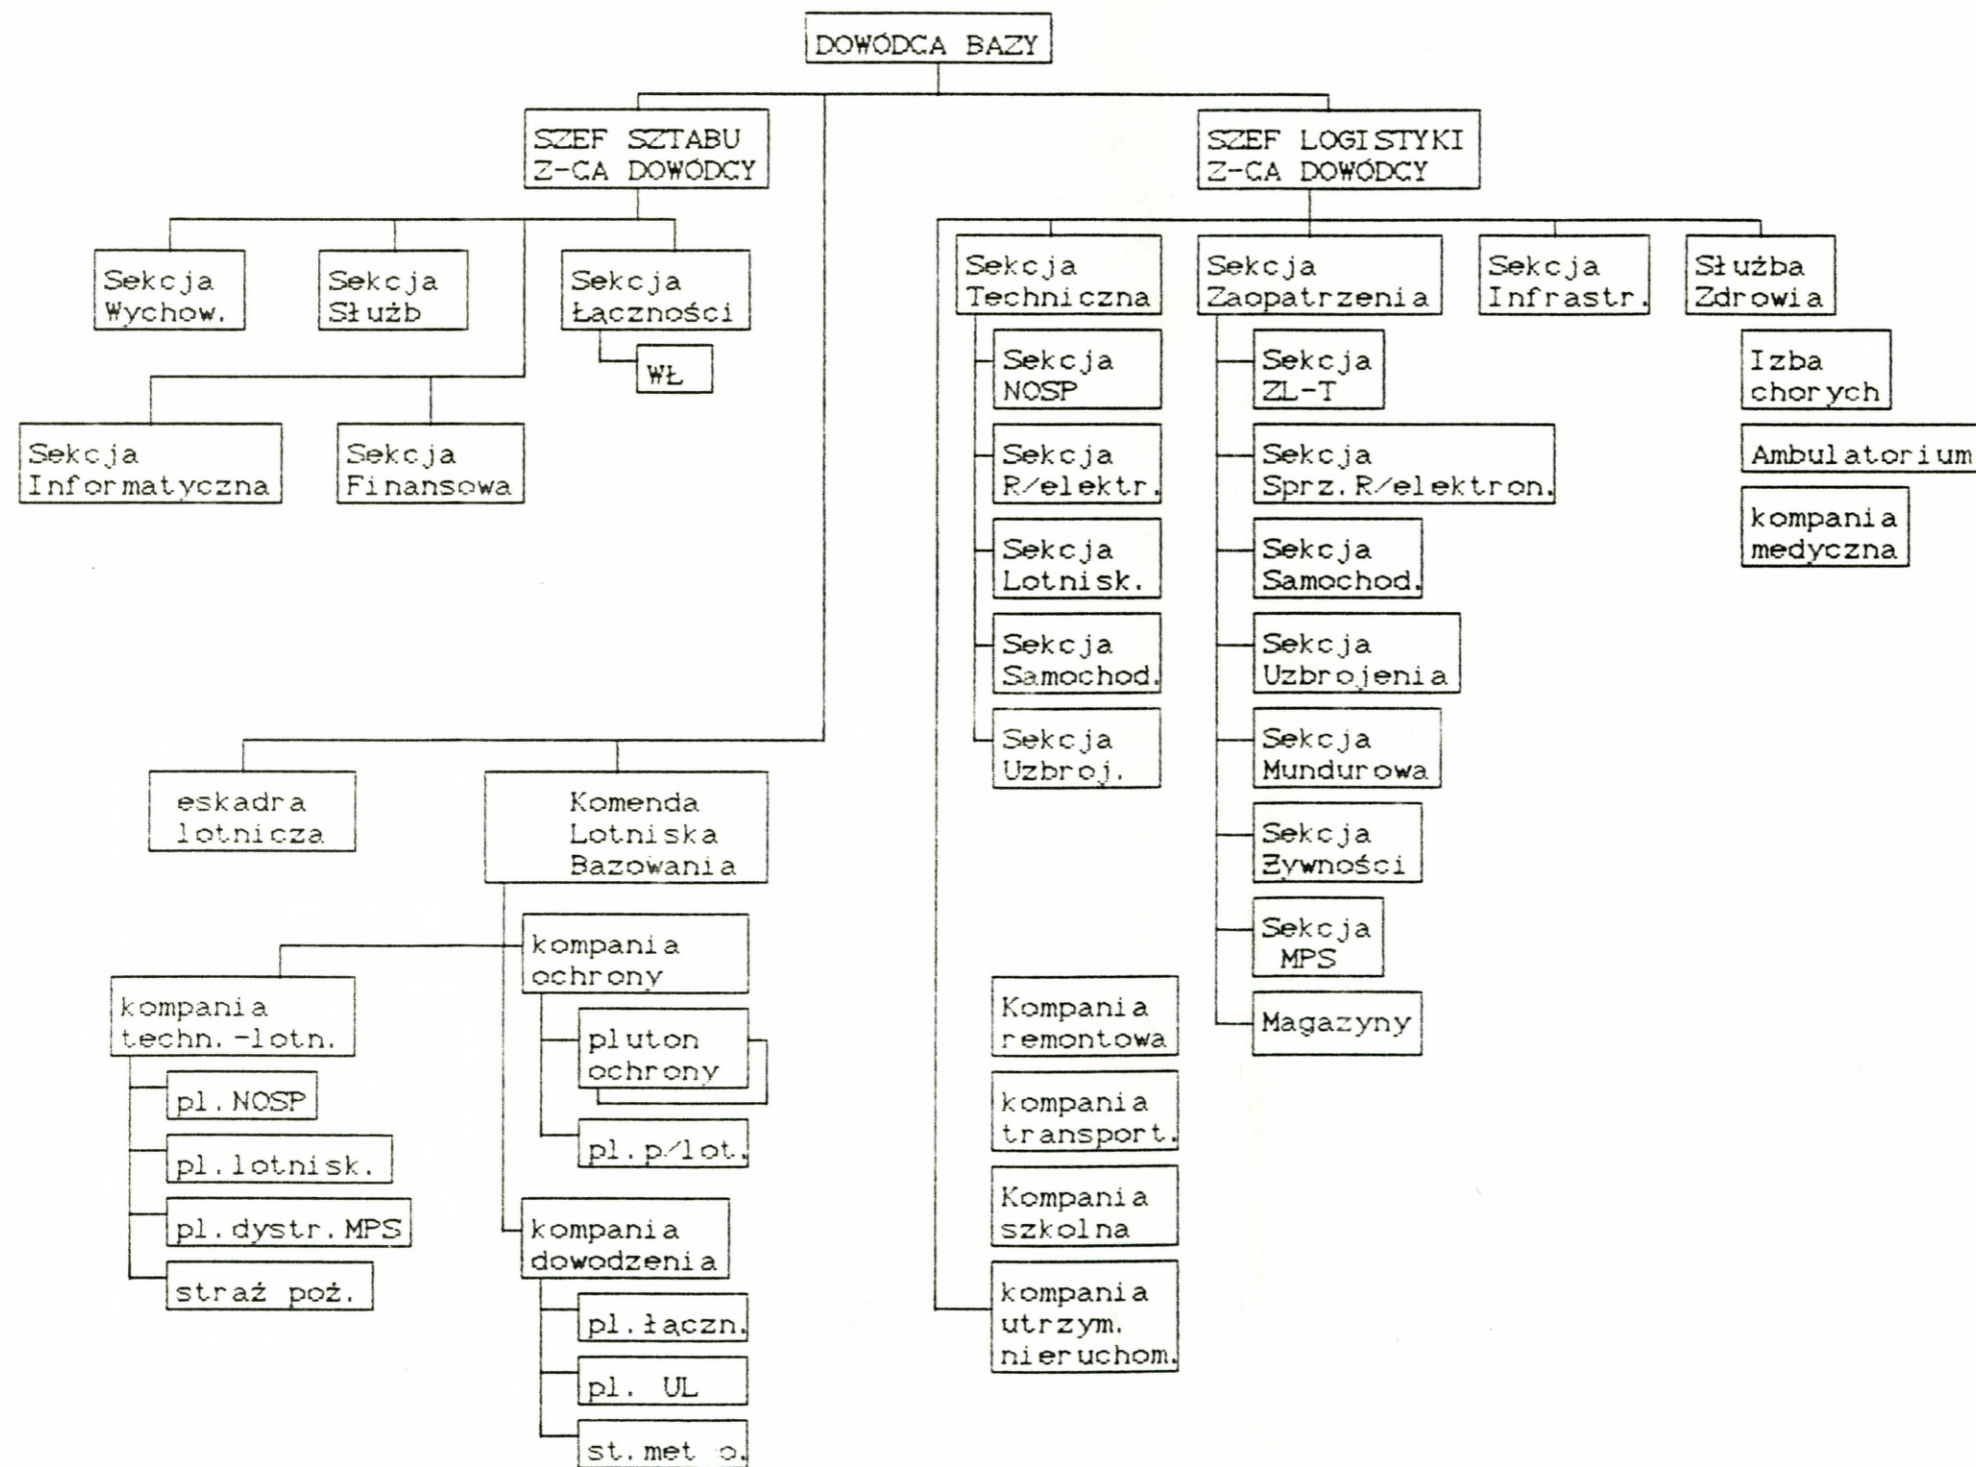 DOWÓDCA BAZY
SZEF SZTABU
Z-CA DOWÓDCY
SZEF LOGISTYKI
Z-CA DOWÓDCY
Sekcja
Wychow.
Sekcja
Służb
Sekcja
Łączności
WŁ
Sekcja
Informatyczna
Sekcja
Finansowa
Sekcja
Techniczna
Sekcja
NOSP
Sekcja
R/elektr.
Sekcja
Lotnisk.
Sekcja
Samochod.
Sekcja
Uzbroj.
Sekcja
Zaopatrzenia
Sekcja
ZL-T
Sekcja
Sprz.R/elektron.
Sekcja
Samochod.
Sekcja
Uzbrojenia
Sekcja
Mundurowa
Sekcja
Żywności
Sekcja
MPS
Magazyny
Sekcja
Infrastr.
Służba
Zdrowia
Izba
chorych
Ambulatorium
kompania
medyczna
eskadra
lotnicza
Komenda
Lotniska
Bazowania
kompania
techn.-lotn.
pl.NOSP
pl.lotnisk.
pl.dystr.MPS
straż poż.
kompania
ochrony
pluton
ochrony
pl.p/lot.
kompania
dowodzenia
pl.łączn.
pl. UL
st.met o.
Kompania
remontowa
kompania
transport.
Kompania
szkolna
kompania
utrzym.
nieruchom.